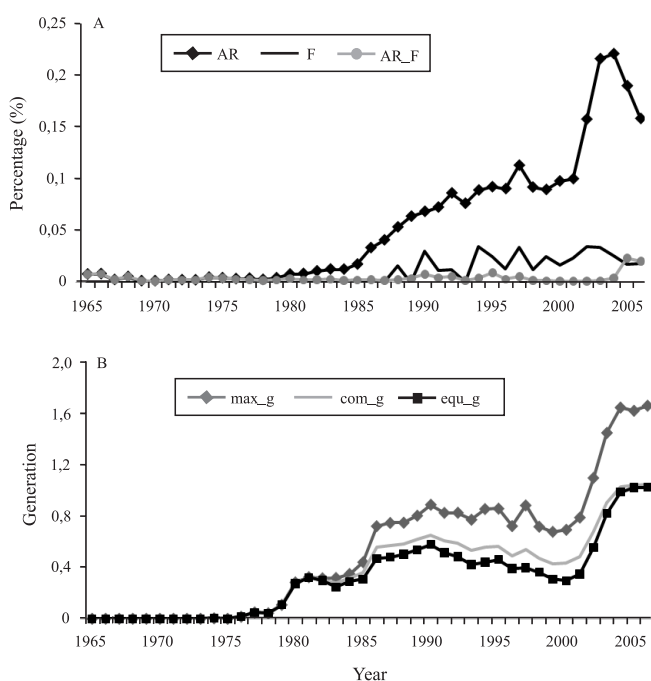 A
AR F AR_F
Percentage (%)
0,25
0,2
0,15
0,1
0,05
0
1965 1970 1975 1980 1985 1990 1995 2000 2005
B
max_g com_g equ_g
Generation
2,0
1,6
1,2
0,8
0,4
0
1965 1970 1975 1980 1985 1990 1995 2000 2005
Year